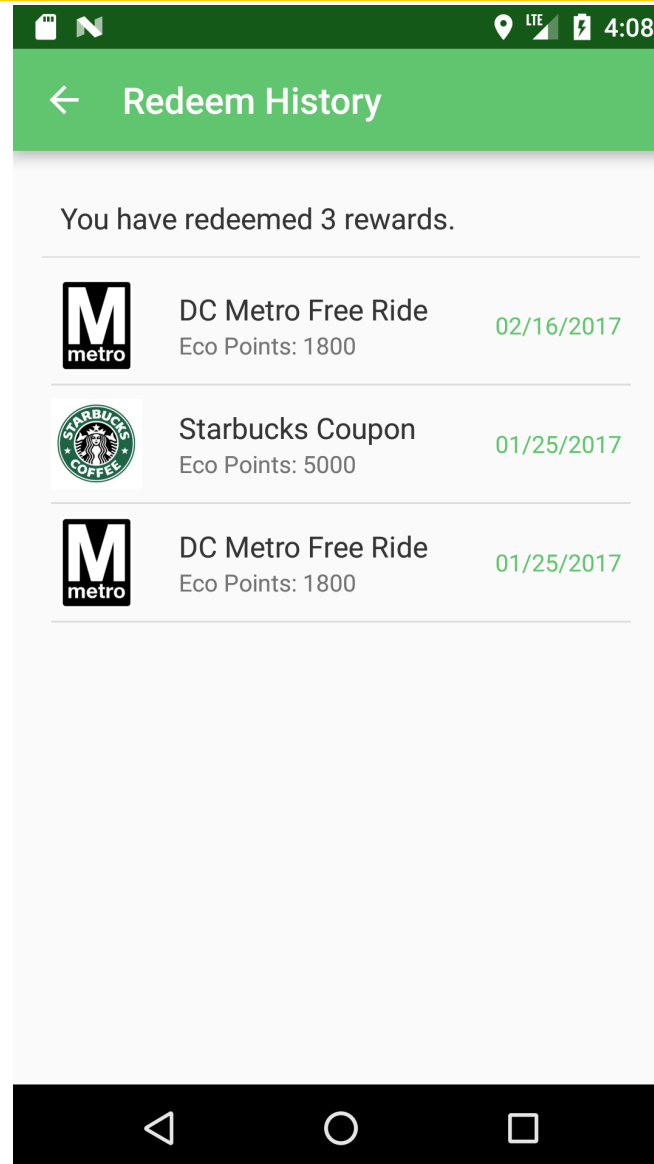 LTE 4:08
Redeem History
You have redeemed 3 rewards.
M
metro
DC Metro Free Ride
Eco Points: 1800
02/16/2017
STARBUCKS
COFFEE
Starbucks Coupon
Eco Points: 5000
01/25/2017
M
metro
DC Metro Free Ride
Eco Points: 1800
01/25/2017